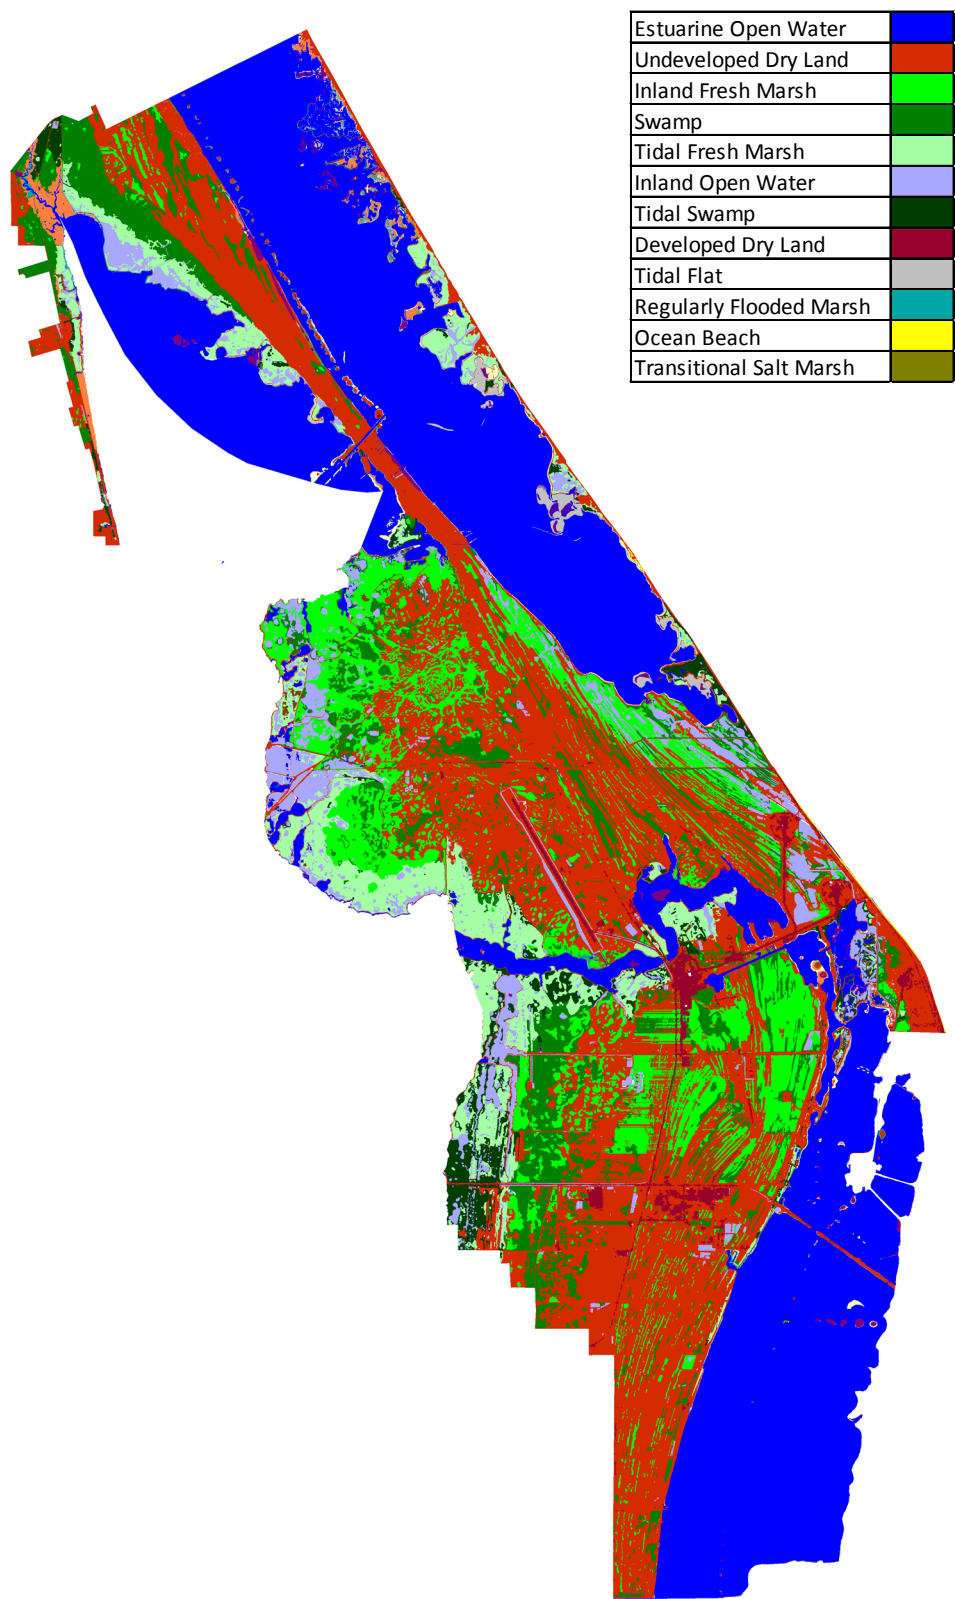 Estuarine Open Water
Undeveloped Dry Land
Inland Fresh Marsh
Swamp
Tidal Fresh Marsh
Inland Open Water
Tidal Swamp
Developed Dry Land
Tidal Flat
Regularly Flooded Marsh
Ocean Beach
Transitional Salt Marsh